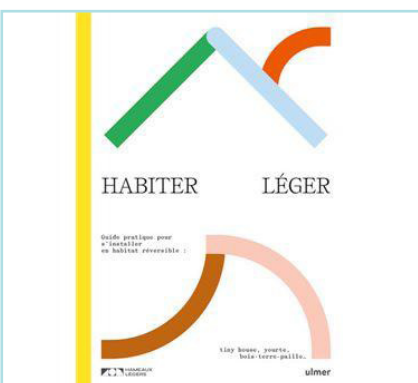 HABITER LÉGER
Guide pratique pour
s'installer
en habitat réversible :
tiny house, yourte,
bois-terre-paille…
HAMEAUX
LÉGERS
ulmer